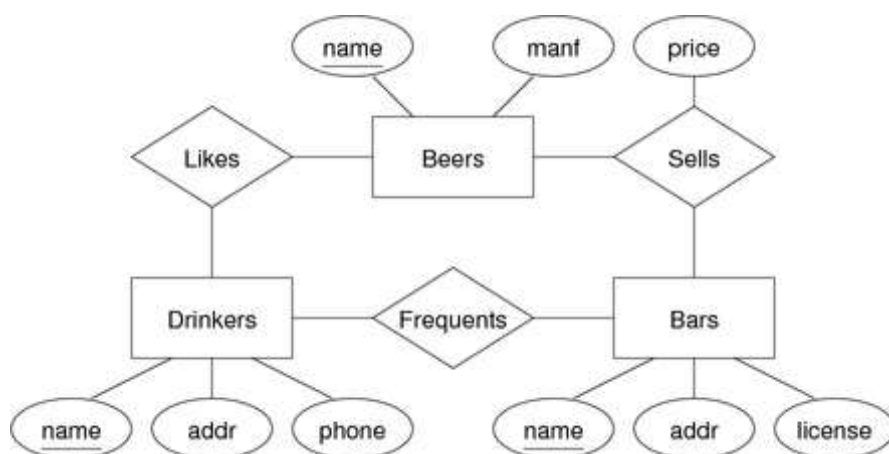 name
manf
price
Likes
Beers
Sells
Drinkers
Frequents
Bars
name
addr
phone
name
addr
license